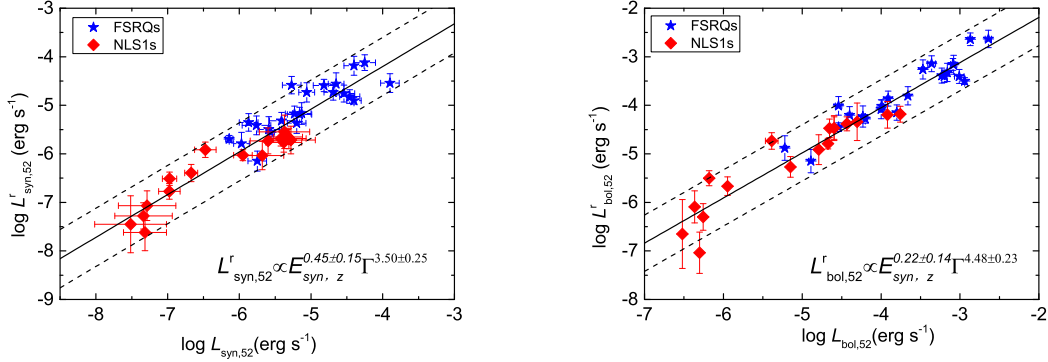 FSRQs
NLS1s
log L^r_syn,52 (erg s⁻¹)
-3
-4
-5
-6
-7
-8
-9
L^r_syn,52 ∝ E_syn, z^0.45±0.15 Γ^3.50±0.25
-8 -7 -6 -5 -4 -3
log L_syn,52 (erg s⁻¹)
FSRQs
NLS1s
log L^r_bol,52 (erg s⁻¹)
-2
-3
-4
-5
-6
-7
-8
L^r_bol,52 ∝ E_syn, z^0.22±0.14 Γ^4.48±0.23
-7 -6 -5 -4 -3 -2
log L_bol,52 (erg s⁻¹)